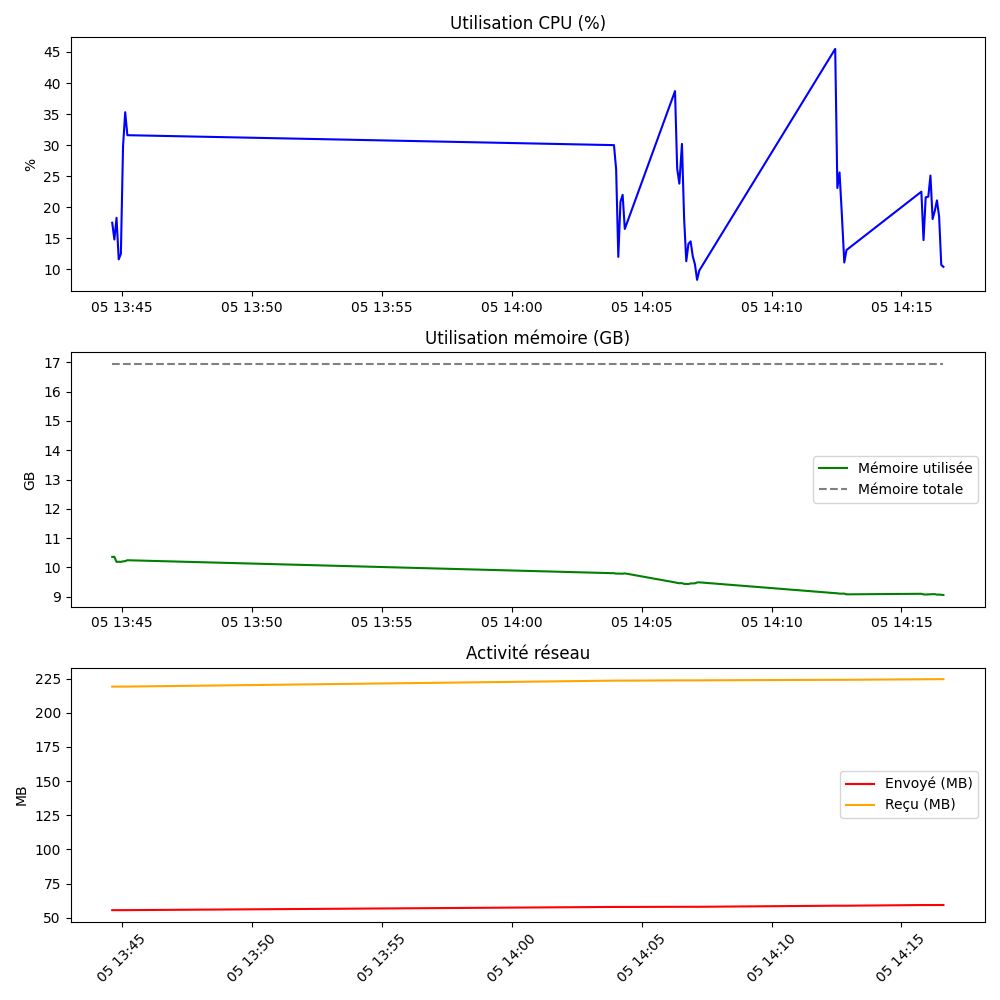 Utilisation CPU (%)
%
45
40
35
30
25
20
15
10
05 13:45 05 13:50 05 13:55 05 14:00 05 14:05 05 14:10 05 14:15
Utilisation mémoire (GB)
GB
17
16
15
14
13
12
11
10
9
Mémoire utilisée
Mémoire totale
05 13:45 05 13:50 05 13:55 05 14:00 05 14:05 05 14:10 05 14:15
Activité réseau
MB
225
200
175
150
125
100
75
50
Envoyé (MB)
Reçu (MB)
05 13:45 05 13:50 05 13:55 05 14:00 05 14:05 05 14:10 05 14:15